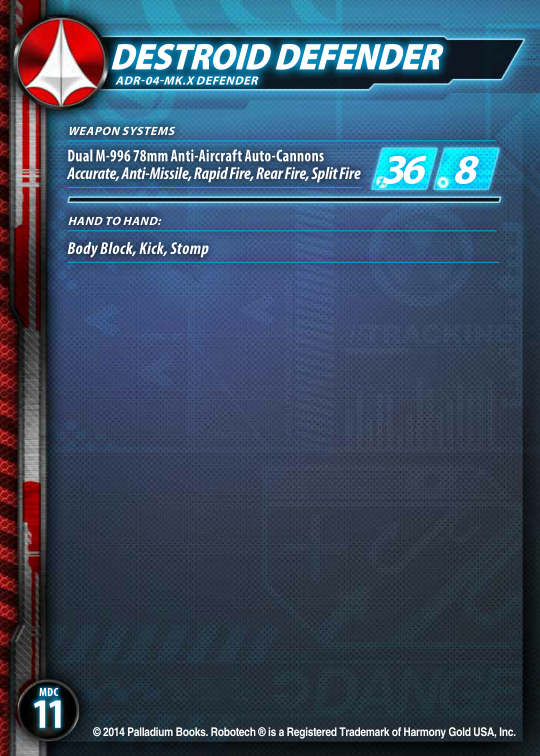 DESTROID DEFENDER
ADR-04-MK.X DEFENDER
WEAPON SYSTEMS
Dual M-996 78mm Anti-Aircraft Auto-Cannons
Accurate, Anti-Missile, Rapid Fire, Rear Fire, Split Fire
36 8
HAND TO HAND:
Body Block, Kick, Stomp
TRACKING
DANCE
MDC
11
© 2014 Palladium Books. Robotech ® is a Registered Trademark of Harmony Gold USA, Inc.